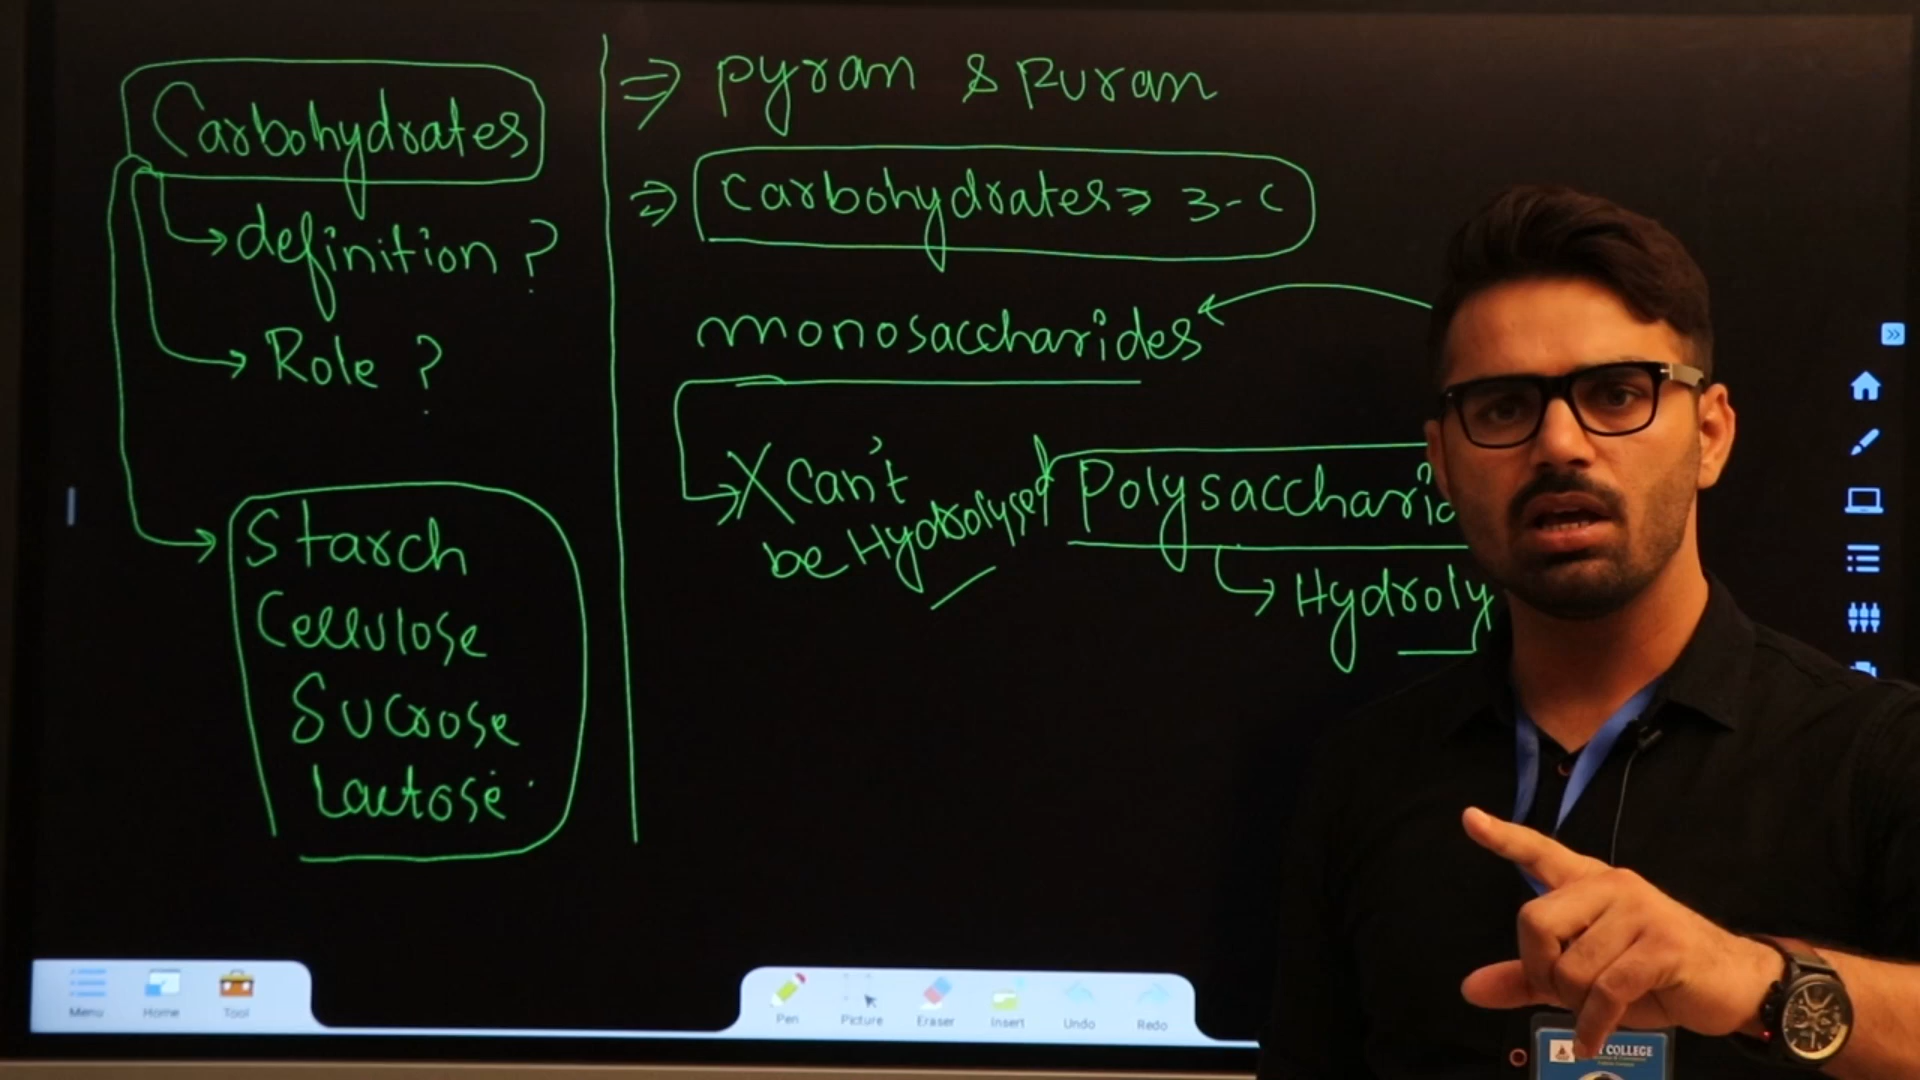 Carbohydrates
definition ?
Role ?
Starch
Cellulose
Sucrose
Lactose
⇒ pyran & Furan
⇒ Carbohydrates ⇒ 3-C
monosaccharides
X Can't
be Hydrolysed
Polysaccharid
Hydroly
Menu
Home
Tool
Pen
Picture
Eraser
Insert
Undo
Redo
COLLEGE